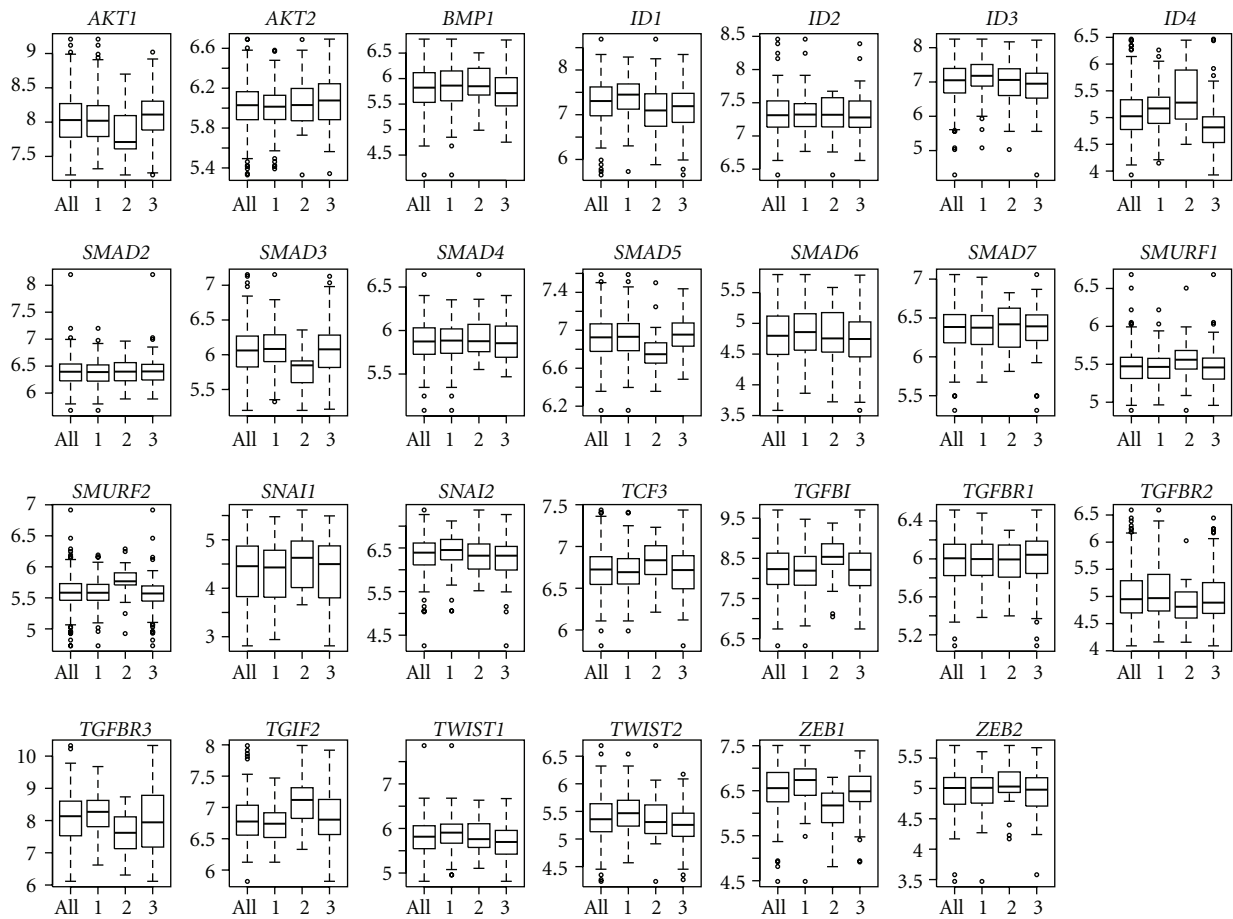 AKT1 AKT2 BMP1 ID1 ID2 ID3 ID4
9 8 7.5
6.6 6.2 5.8 5.4
6.5 5.5 4.5
8 7 6
8.5 7.5 6.5
8 7 6 5
6.5 6 5.5 5 4.5 4
All 1 2 3 All 1 2 3 All 1 2 3 All 1 2 3 All 1 2 3 All 1 2 3 All 1 2 3
SMAD2 SMAD3 SMAD4 SMAD5 SMAD6 SMAD7 SMURF1
8 7.5 7 6.5 6
7 6.5 6 5.5
6.5 5.5
7.4 7 6.6 6.2
5.5 5 4.5 4 3.5
7 6.5 6 5.5
6.5 6 5.5 5
All 1 2 3 All 1 2 3 All 1 2 3 All 1 2 3 All 1 2 3 All 1 2 3 All 1 2 3
SMURF2 SNAI1 SNAI2 TCF3 TGFBI TGFBR1 TGFBR2
7 6.5 5.5 5
5 4 3
7.5 6.5 5.5 4.5
7.5 7 6.5 6
9.5 8.5 7.5 6.5
6.4 6 5.6 5.2
6.5 6 5.5 5 4.5 4
All 1 2 3 All 1 2 3 All 1 2 3 All 1 2 3 All 1 2 3 All 1 2 3 All 1 2 3
TGFBR3 TGIF2 TWIST1 TWIST2 ZEB1 ZEB2
10 9 8 7 6
8 7.5 7 6.5 6
7 6 5
6.5 5.5 4.5
7.5 6.5 5.5 4.5
5.5 5 4.5 4 3.5
All 1 2 3 All 1 2 3 All 1 2 3 All 1 2 3 All 1 2 3 All 1 2 3